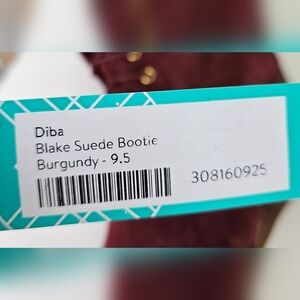 Diba
Blake Suede Bootie
Burgundy - 9.5
308160925